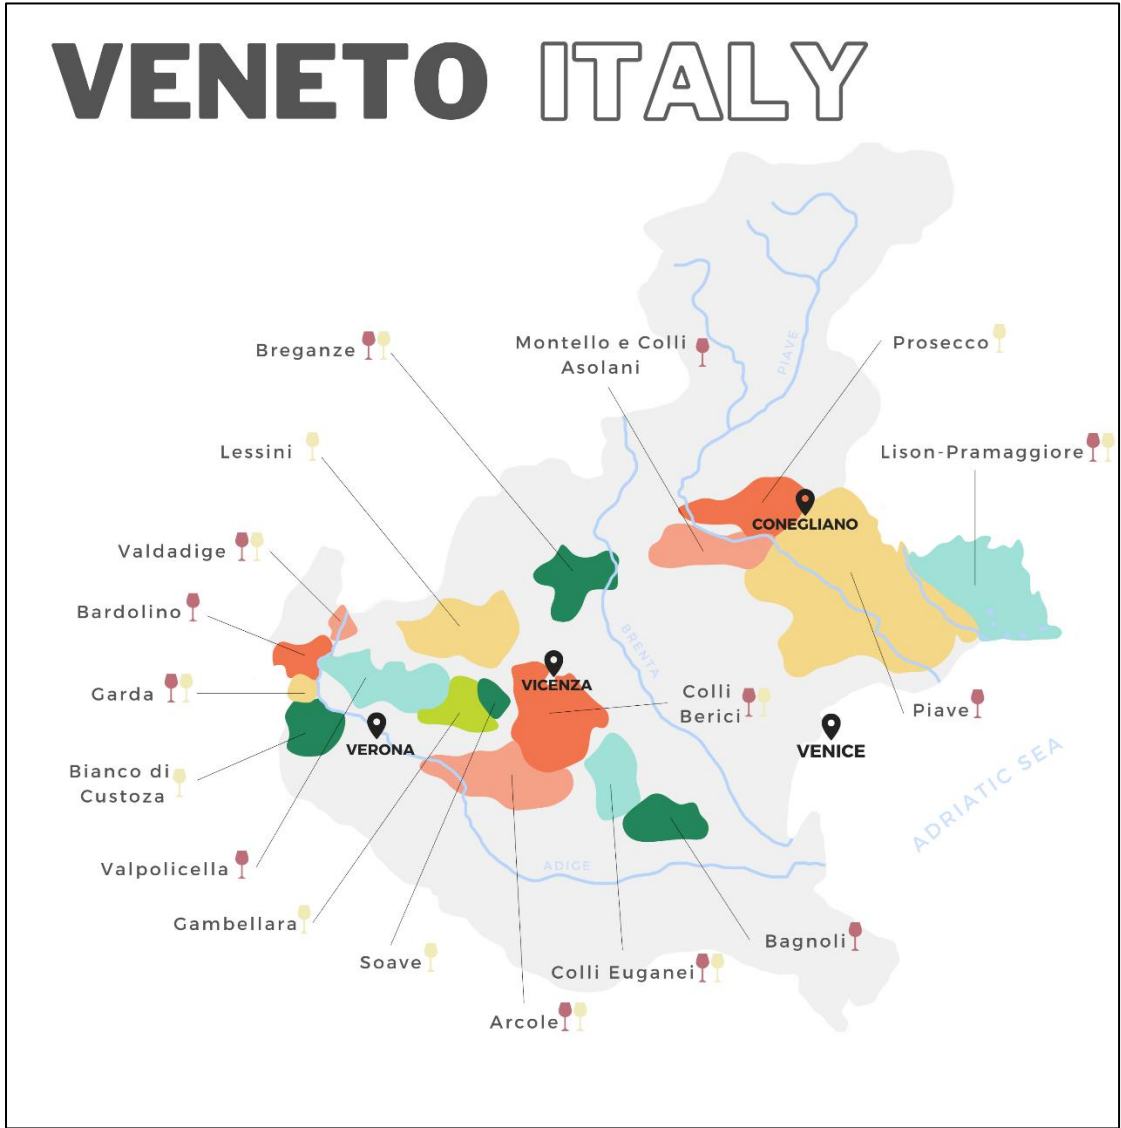 VENETO ITALY
Breganze
Montello e Colli
Asolani
Prosecco
PIAVE
Lessini
Lison-Pramaggiore
CONEGLIANO
Valdadige
Bardolino
BRENTA
VICENZA
Garda
Colli
Berici
Piave
VERONA
VENICE
Bianco di
Custoza
ADRIATIC SEA
Valpolicella
ADIGE
Gambellara
Soave
Bagnoli
Colli Euganei
Arcole